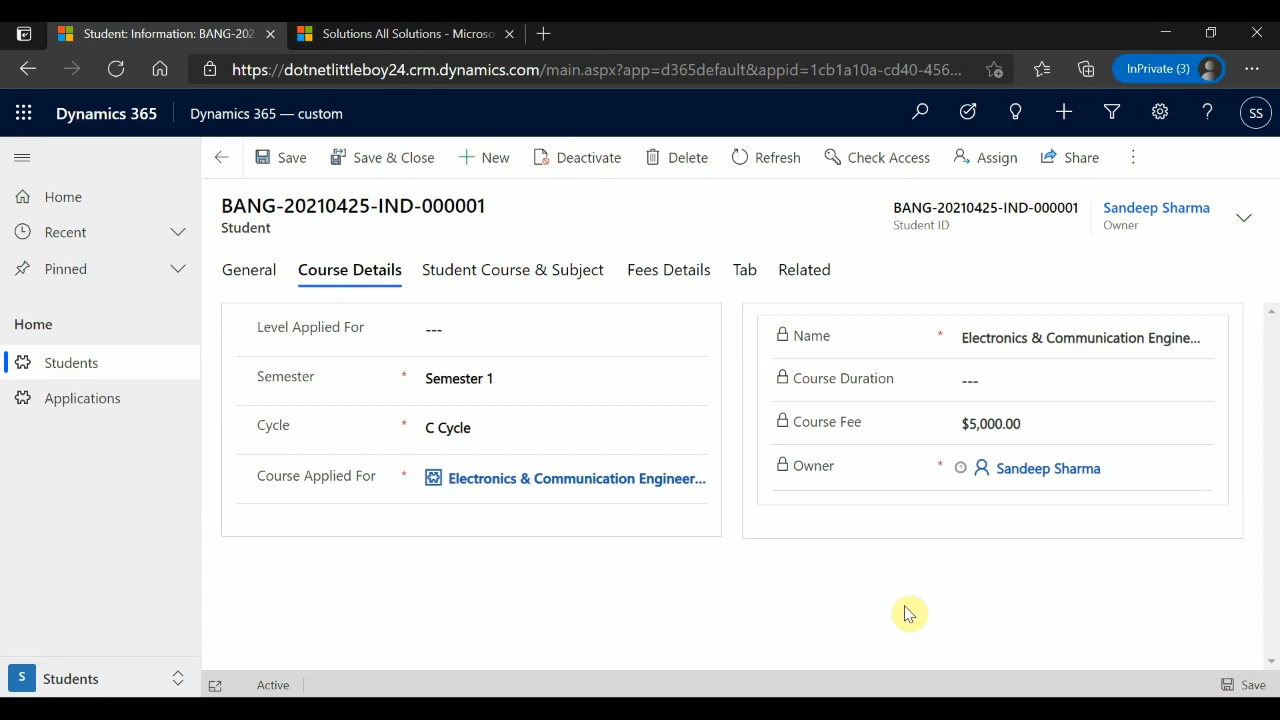 Student: Information: BANG-202
Solutions All Solutions - Microso
https://dotnetlittleboy24.crm.dynamics.com/main.aspx?app=d365default&appid=1cb1a10a-cd40-456...
InPrivate (3)
Dynamics 365
Dynamics 365 — custom
SS
Save
Save & Close
New
Deactivate
Delete
Refresh
Check Access
Assign
Share
Home
Recent
Pinned
Home
Students
Applications
S
Students
BANG-20210425-IND-000001
Student
BANG-20210425-IND-000001
Student ID
Sandeep Sharma
Owner
General
Course Details
Student Course & Subject
Fees Details
Tab
Related
Level Applied For ---
Semester * Semester 1
Cycle * C Cycle
Course Applied For * Electronics & Communication Engineer...
Name * Electronics & Communication Engine...
Course Duration ---
Course Fee $5,000.00
Owner * Sandeep Sharma
Active
Save